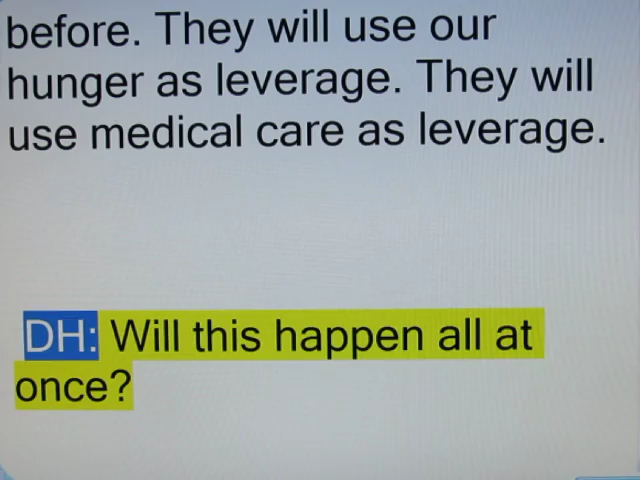 before. They will use our
hunger as leverage. They will
use medical care as leverage.
DH: Will this happen all at
once?